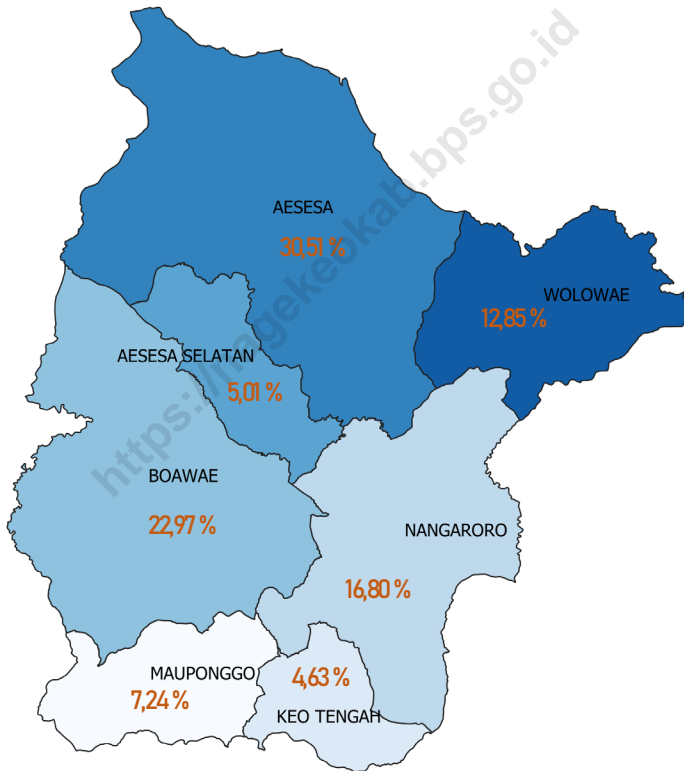 AESESA
30,51 %
WOLOWAE
12,85 %
AESESA SELATAN
5,01 %
BOAWAE
22,97 %
NANGARORO
16,80 %
MAUPONGGO
7,24 %
4,63 %
KEO TENGAH
https://nagekeokab.bps.go.id